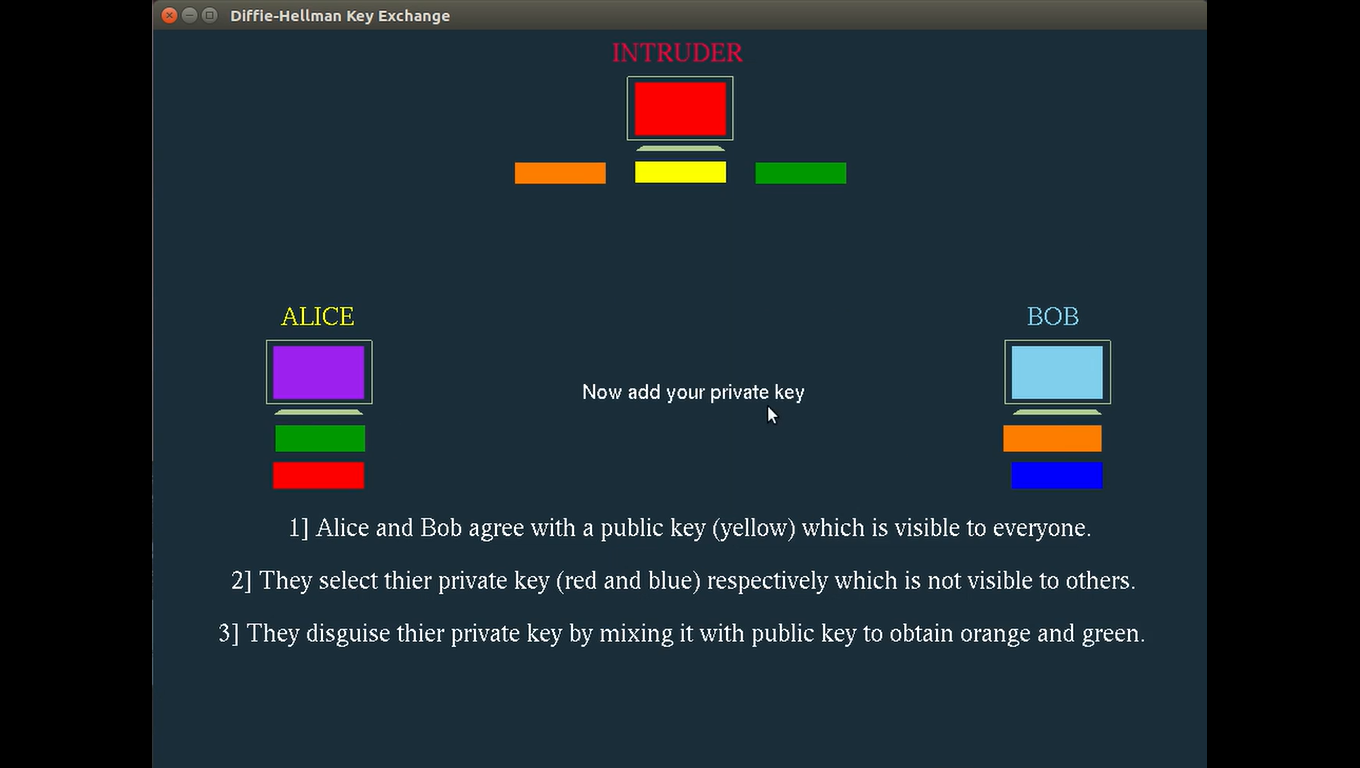 Diffie-Hellman Key Exchange
INTRUDER
ALICE
BOB
Now add your private key
1] Alice and Bob agree with a public key (yellow) which is visible to everyone.
2] They select thier private key (red and blue) respectively which is not visible to others.
3] They disguise thier private key by mixing it with public key to obtain orange and green.